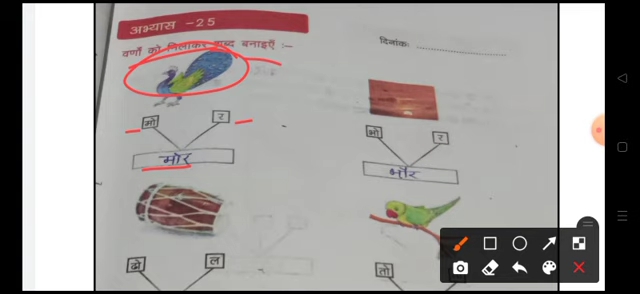 अभ्यास -25
वर्णों को मिलाकर शब्द बनाइएँ :-
दिनांक: ........................
मो र
मोर
भो र
भोर
ढो ल
तो